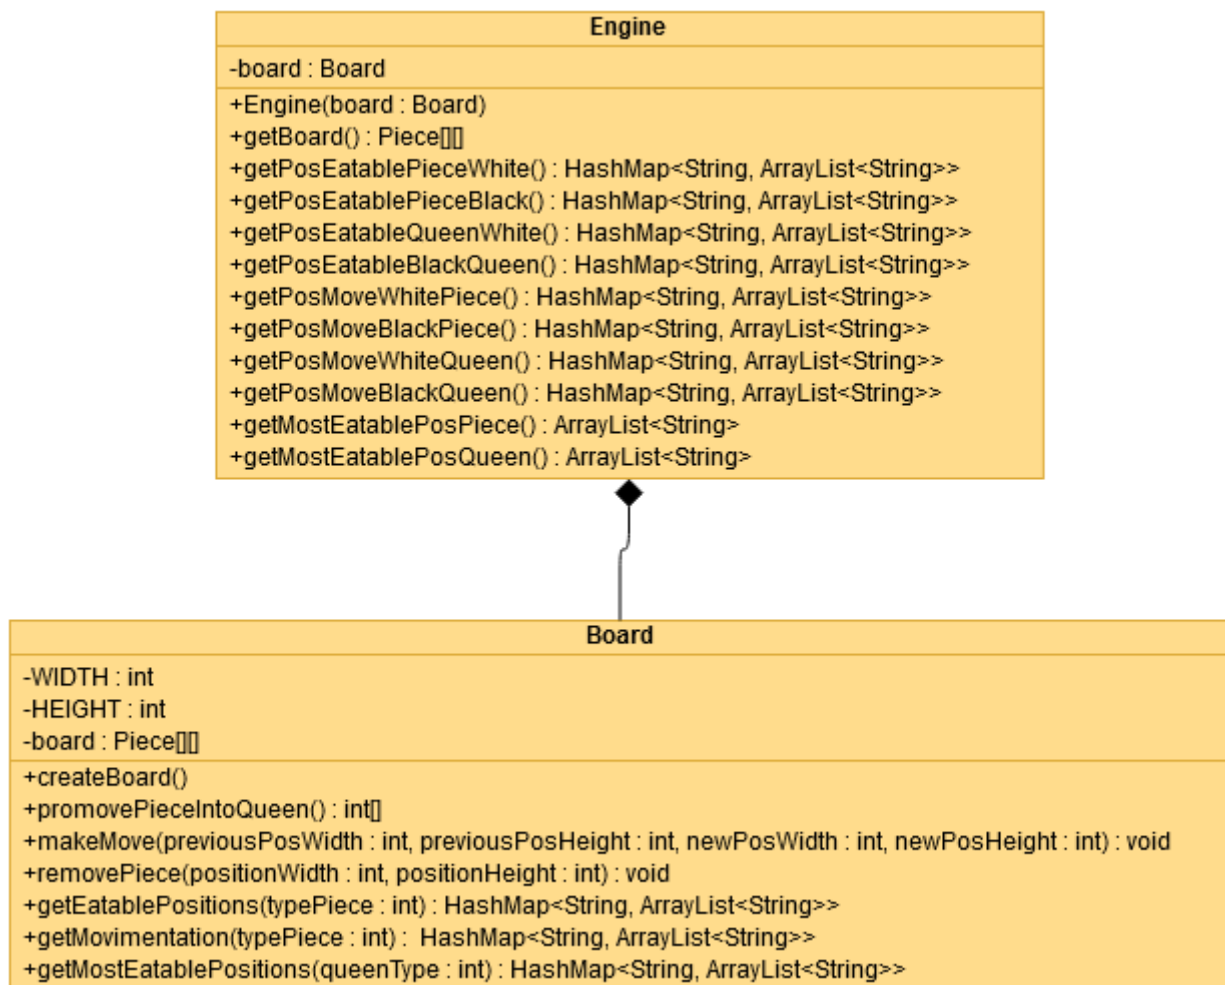 Engine
-board : Board
+Engine(board : Board)
+getBoard() : Piece[][]
+getPosEatablePieceWhite() : HashMap<String, ArrayList<String>>
+getPosEatablePieceBlack() : HashMap<String, ArrayList<String>>
+getPosEatableQueenWhite() : HashMap<String, ArrayList<String>>
+getPosEatableBlackQueen() : HashMap<String, ArrayList<String>>
+getPosMoveWhitePiece() : HashMap<String, ArrayList<String>>
+getPosMoveBlackPiece() : HashMap<String, ArrayList<String>>
+getPosMoveWhiteQueen() : HashMap<String, ArrayList<String>>
+getPosMoveBlackQueen() : HashMap<String, ArrayList<String>>
+getMostEatablePosPiece() : ArrayList<String>
+getMostEatablePosQueen() : ArrayList<String>
Board
-WIDTH : int
-HEIGHT : int
-board : Piece[][]
+createBoard()
+promovePieceIntoQueen() : int[]
+makeMove(previousPosWidth : int, previousPosHeight : int, newPosWidth : int, newPosHeight : int) : void
+removePiece(positionWidth : int, positionHeight : int) : void
+getEatablePositions(typePiece : int) : HashMap<String, ArrayList<String>>
+getMovimentation(typePiece : int) : HashMap<String, ArrayList<String>>
+getMostEatablePositions(queenType : int) : HashMap<String, ArrayList<String>>